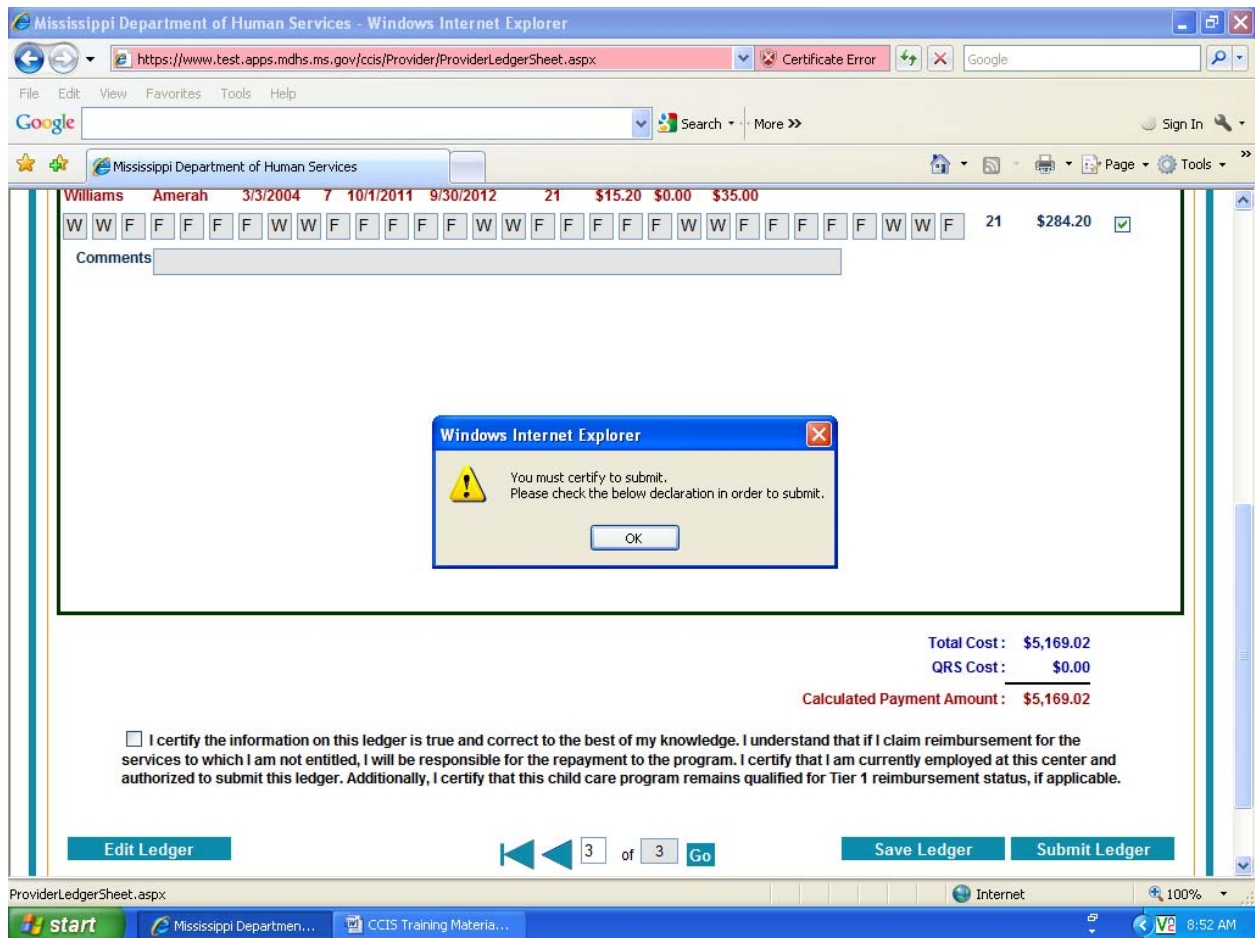 Mississippi Department of Human Services - Windows Internet Explorer
https://www.test.apps.mdhs.ms.gov/ccis/Provider/ProviderLedgerSheet.aspx Certificate Error Google
File Edit View Favorites Tools Help
Google Search More >> Sign In
Mississippi Department of Human Services Page Tools
Williams Amerah 3/3/2004 7 10/1/2011 9/30/2012 21 $15.20 $0.00 $35.00
W W F F F F F W W F F F F F W W F F F F F W W F F F F F W W F 21 $284.20
Comments
Windows Internet Explorer
You must certify to submit.
Please check the below declaration in order to submit.
OK
Total Cost : $5,169.02
QRS Cost : $0.00
Calculated Payment Amount : $5,169.02
I certify the information on this ledger is true and correct to the best of my knowledge. I understand that if I claim reimbursement for the
services to which I am not entitled, I will be responsible for the repayment to the program. I certify that I am currently employed at this center and
authorized to submit this ledger. Additionally, I certify that this child care program remains qualified for Tier 1 reimbursement status, if applicable.
Edit Ledger 3 of 3 Go Save Ledger Submit Ledger
ProviderLedgerSheet.aspx Internet 100%
start Mississippi Departmen... CCIS Training Materia... 8:52 AM